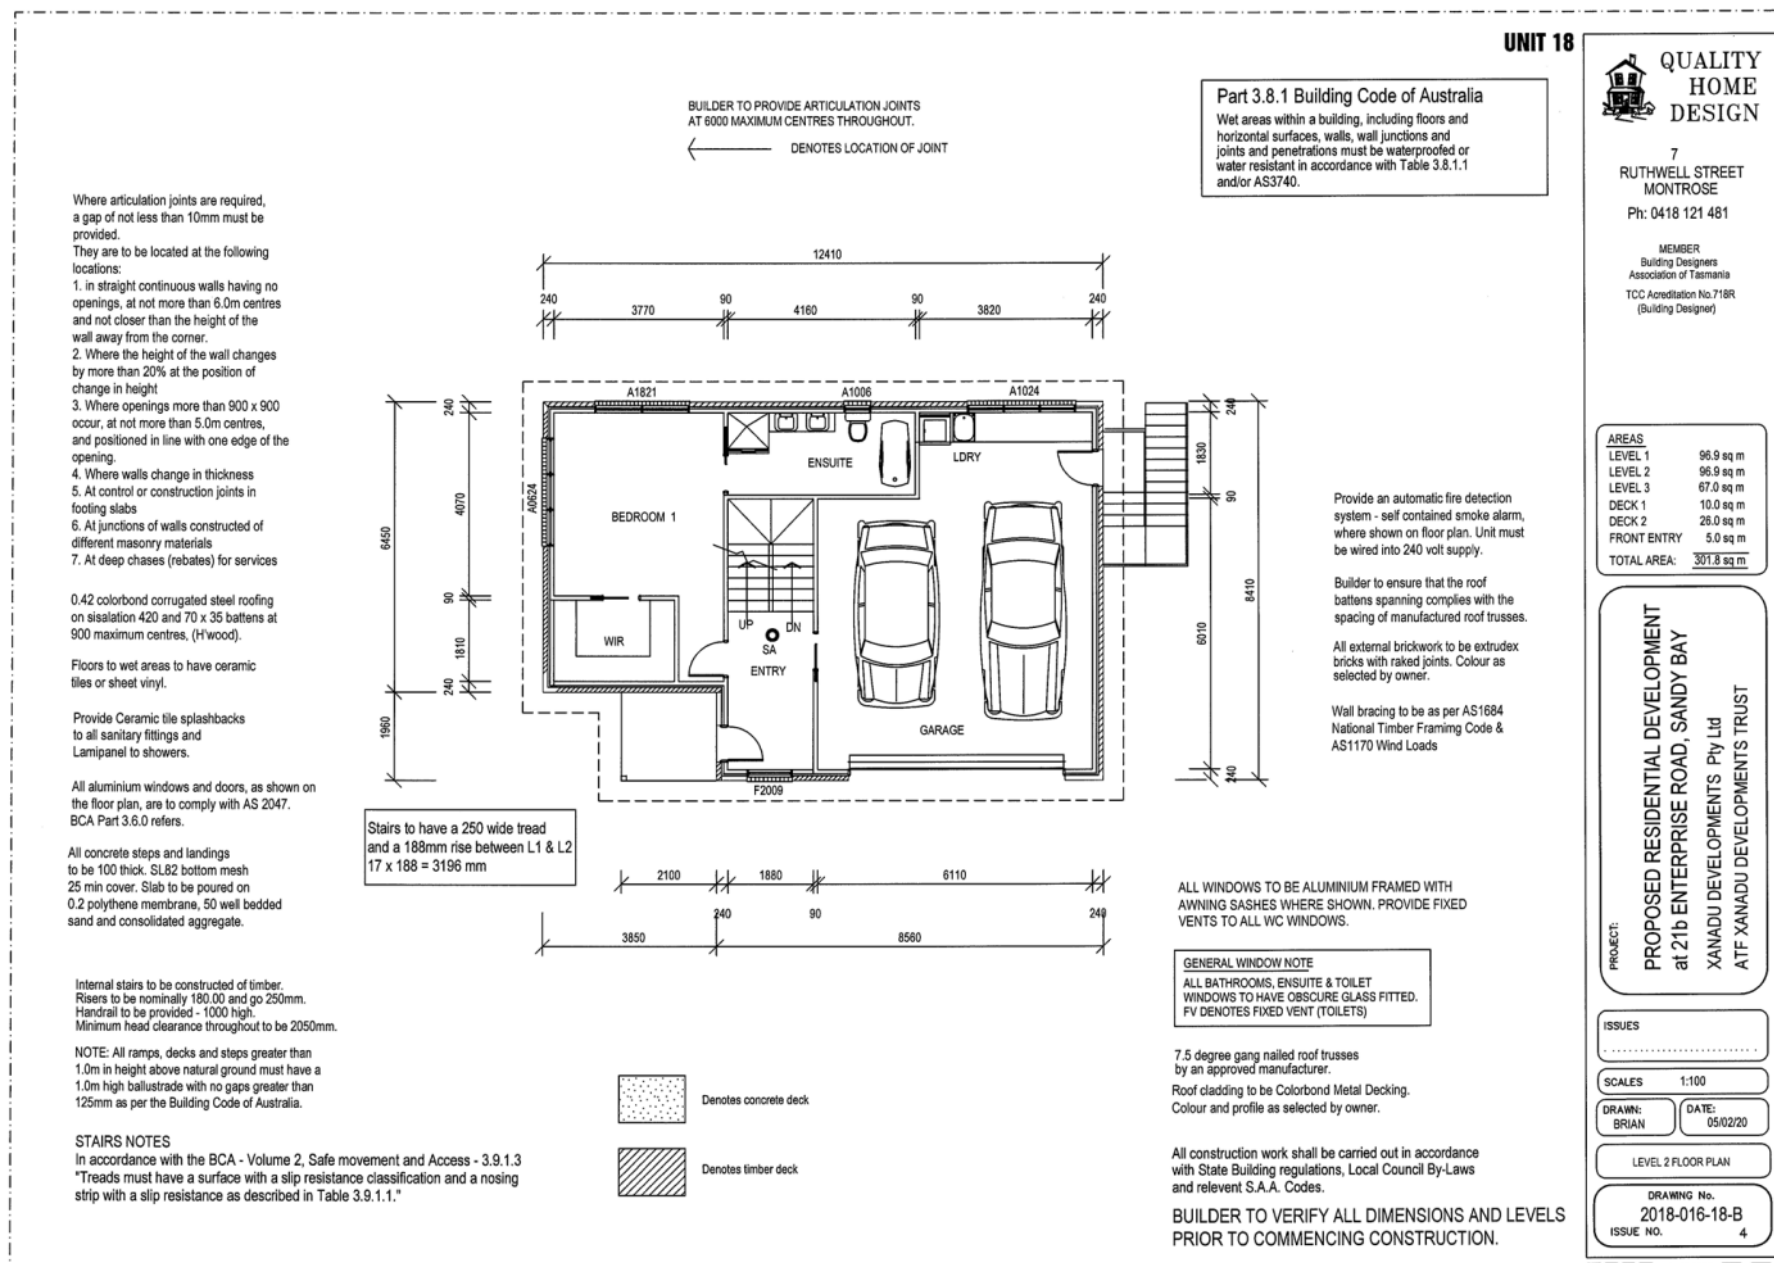 UNIT 18
BUILDER TO PROVIDE ARTICULATION JOINTS
AT 6000 MAXIMUM CENTRES THROUGHOUT.
DENOTES LOCATION OF JOINT
Part 3.8.1 Building Code of Australia
Wet areas within a building, including floors and
horizontal surfaces, walls, wall junctions and
joints and penetrations must be waterproofed or
water resistant in accordance with Table 3.8.1.1
and/or AS3740.
Where articulation joints are required,
a gap of not less than 10mm must be
provided.
They are to be located at the following
locations:
1. in straight continuous walls having no
openings, at not more than 6.0m centres
and not closer than the height of the
wall away from the corner.
2. Where the height of the wall changes
by more than 20% at the position of
change in height
3. Where openings more than 900 x 900
occur, at not more than 5.0m centres,
and positioned in line with one edge of the
opening.
4. Where walls change in thickness
5. At control or construction joints in
footing slabs
6. At junctions of walls constructed of
different masonry materials
7. At deep chases (rebates) for services
0.42 colorbond corrugated steel roofing
on sisalation 420 and 70 x 35 battens at
900 maximum centres, (H'wood).
Floors to wet areas to have ceramic
tiles or sheet vinyl.
Provide Ceramic tile splashbacks
to all sanitary fittings and
Lamipanel to showers.
All aluminium windows and doors, as shown on
the floor plan, are to comply with AS 2047.
BCA Part 3.6.0 refers.
All concrete steps and landings
to be 100 thick. SL82 bottom mesh
25 min cover. Slab to be poured on
0.2 polythene membrane, 50 well bedded
sand and consolidated aggregate.
Internal stairs to be constructed of timber.
Risers to be nominally 180.00 and go 250mm.
Handrail to be provided - 1000 high.
Minimum head clearance throughout to be 2050mm.
NOTE: All ramps, decks and steps greater than
1.0m in height above natural ground must have a
1.0m high ballustrade with no gaps greater than
125mm as per the Building Code of Australia.
STAIRS NOTES
In accordance with the BCA - Volume 2, Safe movement and Access - 3.9.1.3
"Treads must have a surface with a slip resistance classification and a nosing
strip with a slip resistance as described in Table 3.9.1.1."
12410
240 3770 90 4160 90 3820 240
A1821 A1006 A1024
A0624
240
4070
90
1810
240
6450
1960
BEDROOM 1
ENSUITE
LDRY
WIR
UP
DN
SA
ENTRY
GARAGE
F2009
240
1830
90
6010
240
8410
Stairs to have a 250 wide tread
and a 188mm rise between L1 & L2
17 x 188 = 3196 mm
2100 1880 6110
240 90 240
3850 8560
Denotes concrete deck
Denotes timber deck
Provide an automatic fire detection
system - self contained smoke alarm,
where shown on floor plan. Unit must
be wired into 240 volt supply.
Builder to ensure that the roof
battens spanning complies with the
spacing of manufactured roof trusses.
All external brickwork to be extrudex
bricks with raked joints. Colour as
selected by owner.
Wall bracing to be as per AS1684
National Timber Framimg Code &
AS1170 Wind Loads
ALL WINDOWS TO BE ALUMINIUM FRAMED WITH
AWNING SASHES WHERE SHOWN. PROVIDE FIXED
VENTS TO ALL WC WINDOWS.
GENERAL WINDOW NOTE
ALL BATHROOMS, ENSUITE & TOILET
WINDOWS TO HAVE OBSCURE GLASS FITTED.
FV DENOTES FIXED VENT (TOILETS)
7.5 degree gang nailed roof trusses
by an approved manufacturer.
Roof cladding to be Colorbond Metal Decking.
Colour and profile as selected by owner.
All construction work shall be carried out in accordance
with State Building regulations, Local Council By-Laws
and relevent S.A.A. Codes.
BUILDER TO VERIFY ALL DIMENSIONS AND LEVELS
PRIOR TO COMMENCING CONSTRUCTION.
QUALITY
HOME
DESIGN
7
RUTHWELL STREET
MONTROSE
Ph: 0418 121 481
MEMBER
Building Designers
Association of Tasmania
TCC Acreditation No.718R
(Building Designer)
AREAS
LEVEL 1 96.9 sq m
LEVEL 2 96.9 sq m
LEVEL 3 67.0 sq m
DECK 1 10.0 sq m
DECK 2 26.0 sq m
FRONT ENTRY 5.0 sq m
TOTAL AREA: 301.8 sq m
PROJECT:
PROPOSED RESIDENTIAL DEVELOPMENT
at 21b ENTERPRISE ROAD, SANDY BAY
XANADU DEVELOPMENTS Pty Ltd
ATF XANADU DEVELOPMENTS TRUST
ISSUES
SCALES 1:100
DRAWN:
BRIAN
DATE:
05/02/20
LEVEL 2 FLOOR PLAN
DRAWING No.
2018-016-18-B
ISSUE NO. 4